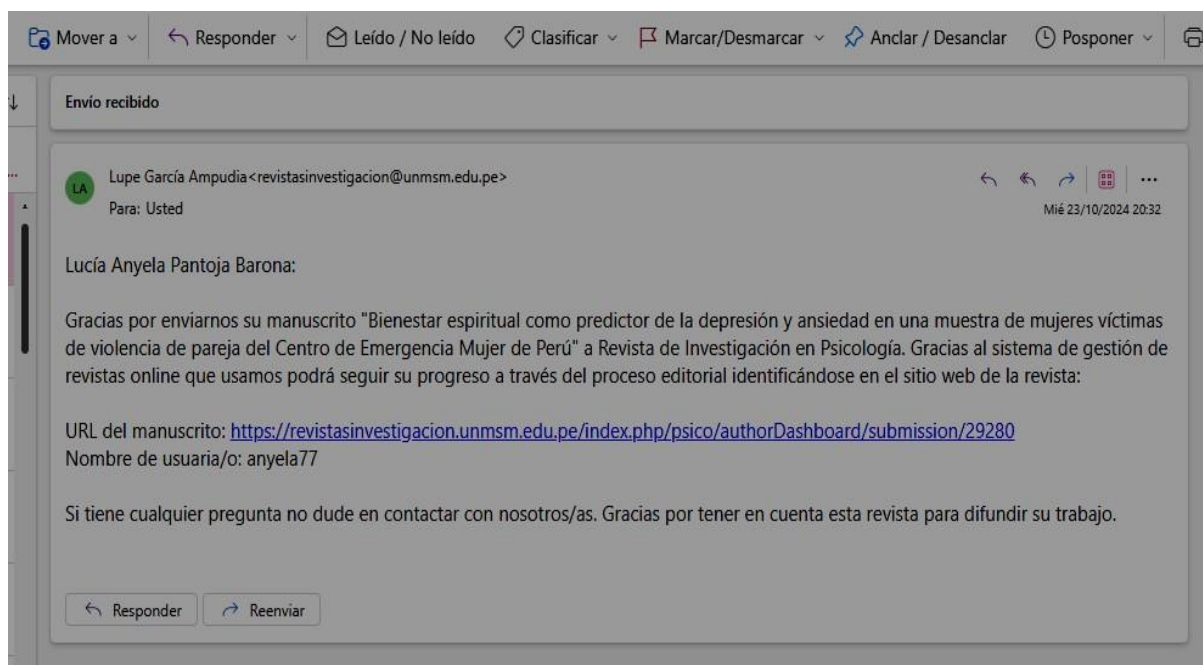 Mover a
Responder
Leído / No leído
Clasificar
Marcar/Desmarcar
Anclar / Desanclar
Posponer
Envío recibido
LA
Lupe García Ampudia<revistasinvestigacion@unmsm.edu.pe>
Para: Usted
Mié 23/10/2024 20:32
Lucía Anyela Pantoja Barona:
Gracias por enviarnos su manuscrito "Bienestar espiritual como predictor de la depresión y ansiedad en una muestra de mujeres víctimas
de violencia de pareja del Centro de Emergencia Mujer de Perú" a Revista de Investigación en Psicología. Gracias al sistema de gestión de
revistas online que usamos podrá seguir su progreso a través del proceso editorial identificándose en el sitio web de la revista:
URL del manuscrito: https://revistasinvestigacion.unmsm.edu.pe/index.php/psico/authorDashboard/submission/29280
Nombre de usuaria/o: anyela77
Si tiene cualquier pregunta no dude en contactar con nosotros/as. Gracias por tener en cuenta esta revista para difundir su trabajo.
Responder
Reenviar